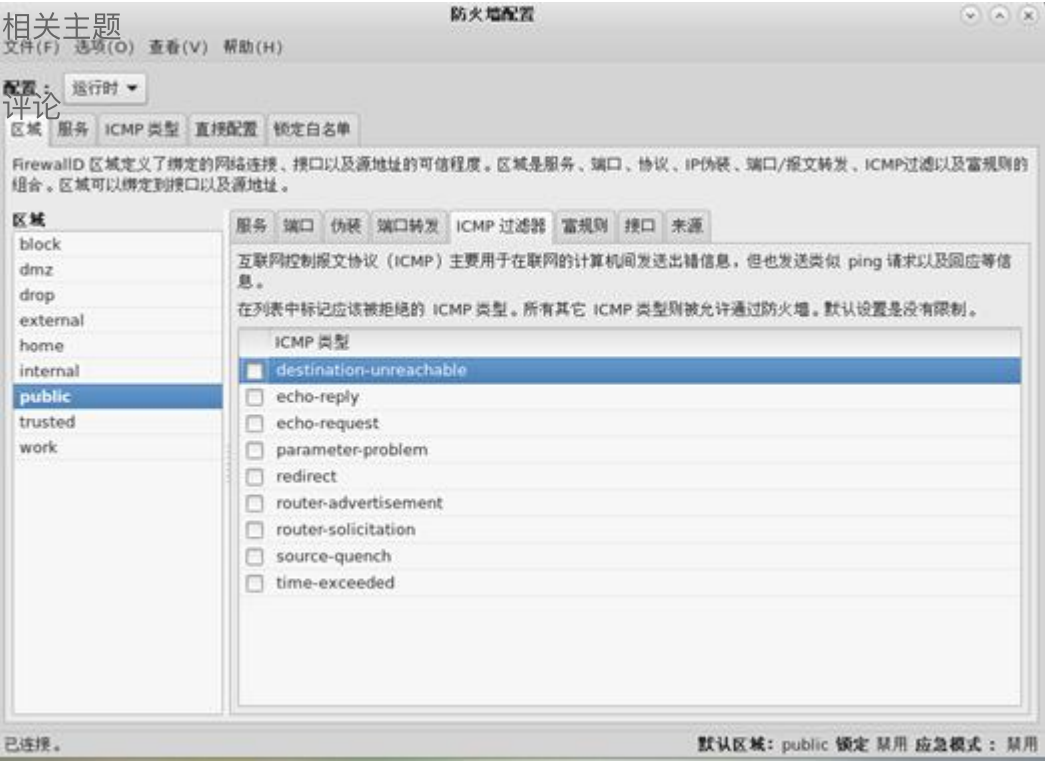 防火墙配置
相关主题
文件(F) 选项(O) 查看(V) 帮助(H)
配置: 运行时
评论
区域 服务 ICMP 类型 直接配置 锁定白名单
FirewallD 区域定义了绑定的网络连接、接口以及源地址的可信程度。区域是服务、端口、协议、IP伪装、端口/报文转发、ICMP过滤以及富规则的
组合。区域可以绑定到接口以及源地址。
区域
服务 端口 伪装 端口转发 ICMP 过滤器 富规则 接口 来源
block
dmz
drop
external
home
internal
public
trusted
work
互联网控制报文协议（ICMP）主要用于在联网的计算机间发送出错信息，但也发送类似 ping 请求以及回应等信
息。
在列表中标记应该被拒绝的 ICMP 类型。所有其它 ICMP 类型则被允许通过防火墙。默认设置是没有限制。
ICMP 类型
destination-unreachable
echo-reply
echo-request
parameter-problem
redirect
router-advertisement
router-solicitation
source-quench
time-exceeded
已连接。
默认区域: public 锁定 禁用 应急模式: 禁用